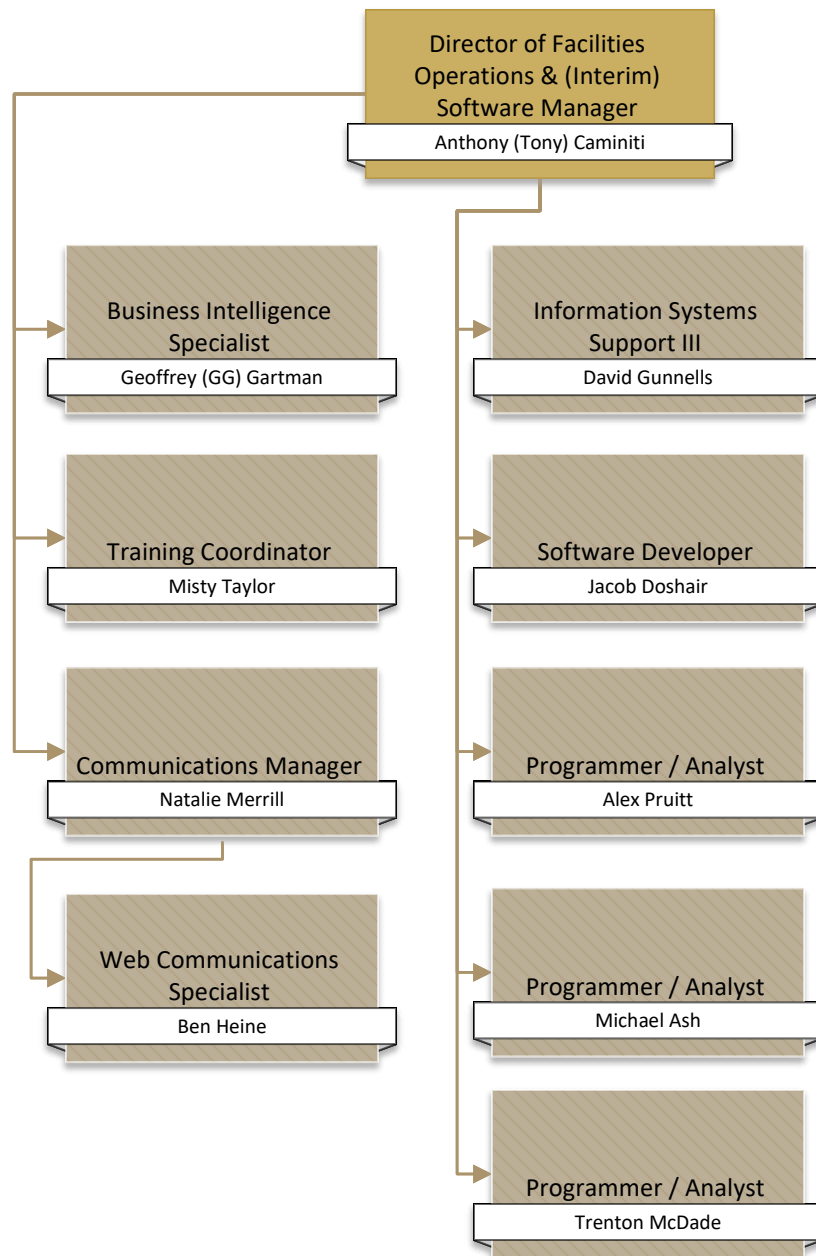 Director of Facilities
Operations & (Interim)
Software Manager
Anthony (Tony) Caminiti
Business Intelligence
Specialist
Geoffrey (GG) Gartman
Information Systems
Support III
David Gunnells
Training Coordinator
Misty Taylor
Software Developer
Jacob Doshair
Communications Manager
Natalie Merrill
Programmer / Analyst
Alex Pruitt
Web Communications
Specialist
Ben Heine
Programmer / Analyst
Michael Ash
Programmer / Analyst
Trenton McDade